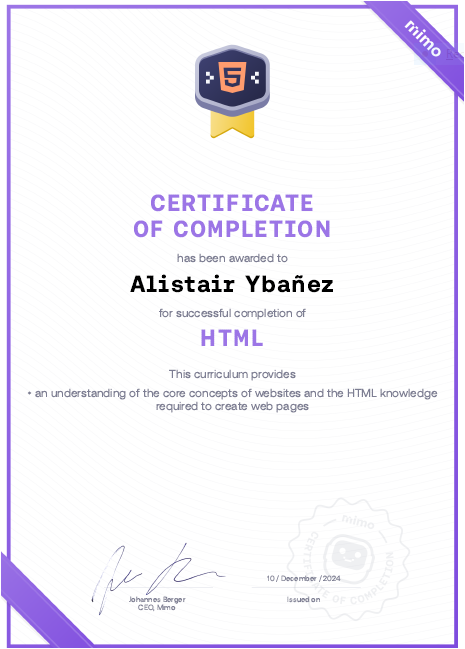 mimo
5
CERTIFICATE
OF COMPLETION
has been awarded to
Alistair Ybañez
for successful completion of
HTML
This curriculum provides
• an understanding of the core concepts of websites and the HTML knowledge
required to create web pages
mimo
CERTIFICATE OF COMPLETION
10 / December / 2024
Johannes Berger
Issued on
CEO, Mimo